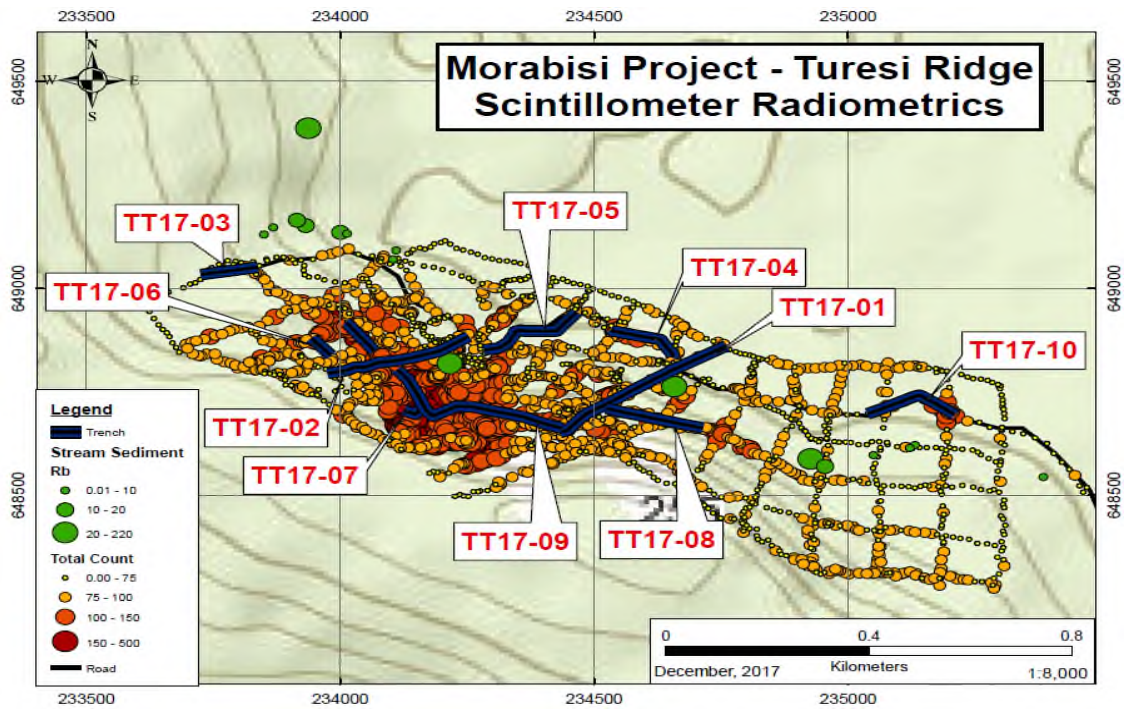 233500 234000 234500 235000
N
W E
S
Morabisi Project - Turesi Ridge
Scintillometer Radiometrics
649500 649500
TT17-03
TT17-05
TT17-04
TT17-06
TT17-01
649000 649000
TT17-10
TT17-02
TT17-07
TT17-09
TT17-08
648500 648500
Legend
Trench
Stream Sediment
Rb
0.01 - 10
10 - 20
20 - 220
Total Count
0.00 - 75
75 - 100
100 - 150
150 - 500
Road
0 0.4 0.8
Kilometers
December, 2017 1:8,000
233500 234000 234500 235000